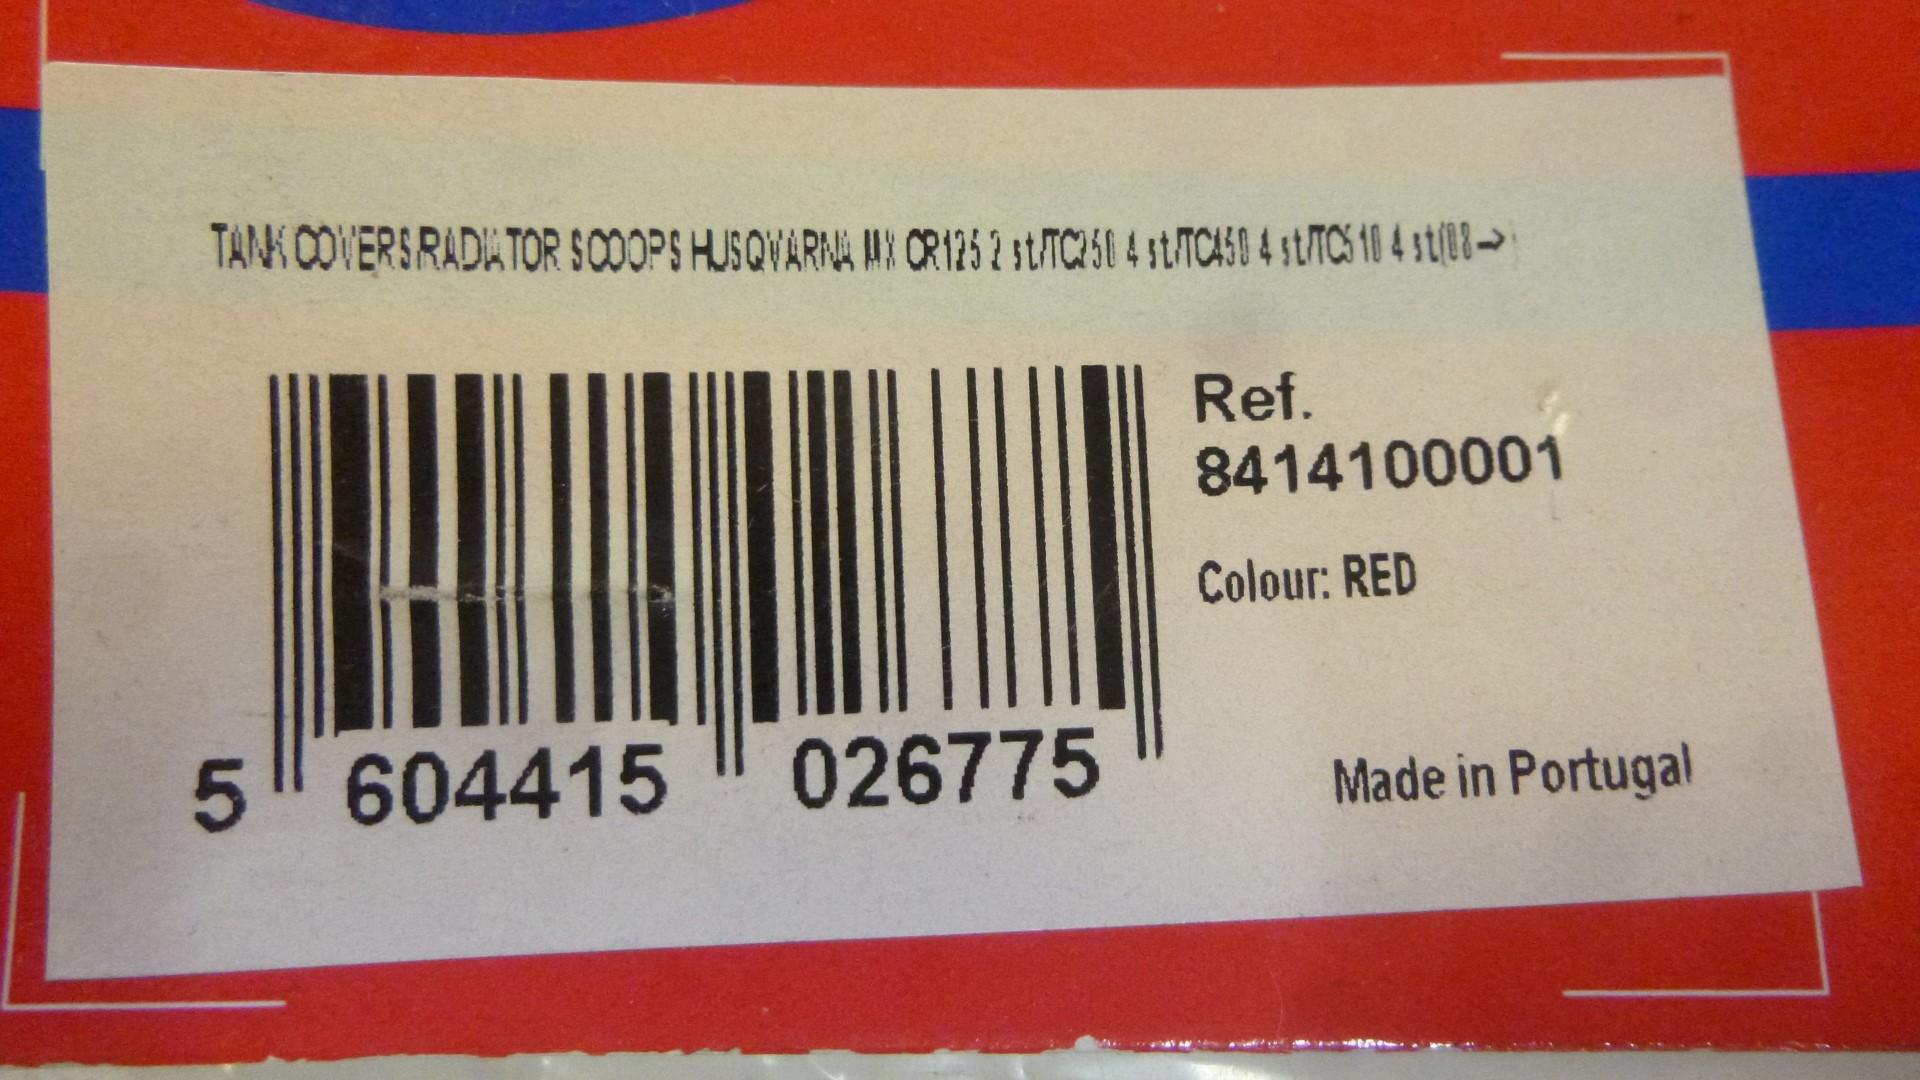 TANK COVERS/RADIATOR SCOOPS HUSQVARNA MX CR125 2 st/TC250 4 st/TC450 4 st/TC510 4 st(08→
Ref.
8414100001
Colour: RED
5 604415 026775
Made in Portugal